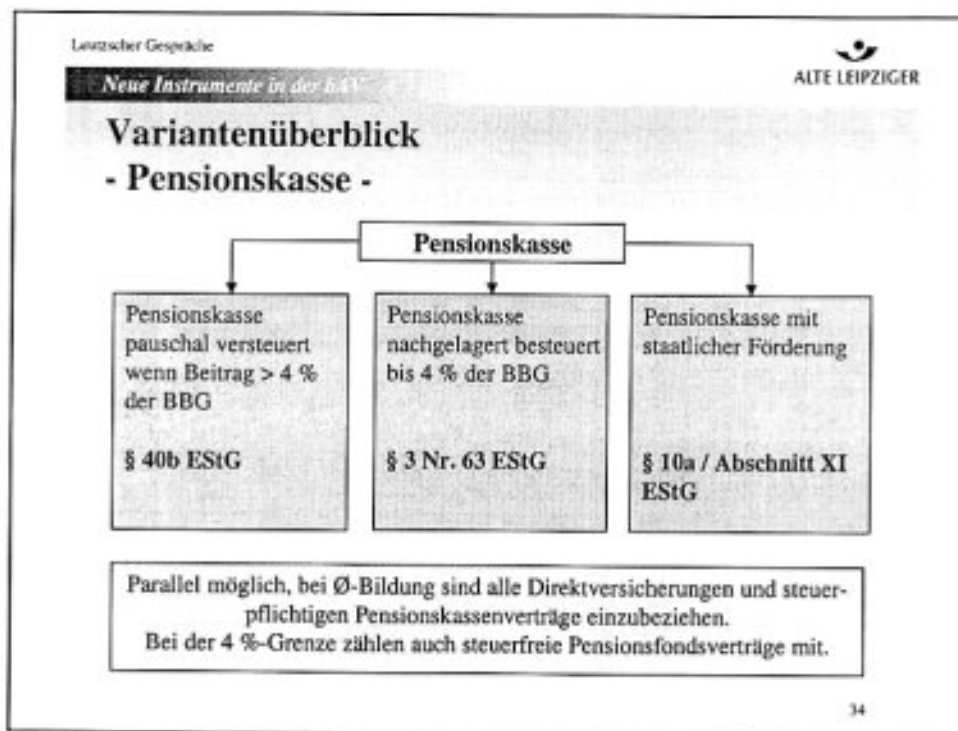 Leutzscher Gespräche
ALTE LEIPZIGER
Neue Instrumente in der bAV
Variantenüberblick
- Pensionskasse -
Pensionskasse
Pensionskasse
pauschal versteuert
wenn Beitrag > 4 %
der BBG
§ 40b EStG
Pensionskasse
nachgelagert besteuert
bis 4 % der BBG
§ 3 Nr. 63 EStG
Pensionskasse mit
staatlicher Förderung
§ 10a / Abschnitt XI
EStG
Parallel möglich, bei Ø-Bildung sind alle Direktversicherungen und steuer-
pflichtigen Pensionskassenverträge einzubeziehen.
Bei der 4 %-Grenze zählen auch steuerfreie Pensionsfondsverträge mit.
34